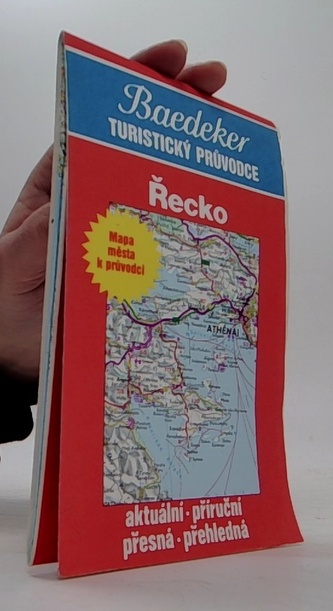 Baedeker
TURISTICKÝ PRŮVODCE
Řecko
Mapa
města
k průvodci
ATHÉNAI
aktuální · příruční
přesná · přehledná